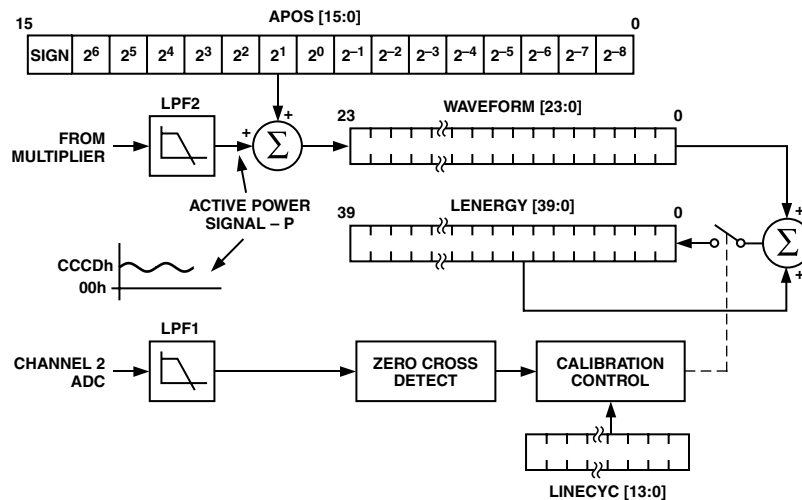 APOS [15:0]
15 0
SIGN 2⁶ 2⁵ 2⁴ 2³ 2² 2¹ 2⁰ 2⁻¹ 2⁻² 2⁻³ 2⁻⁴ 2⁻⁵ 2⁻⁶ 2⁻⁷ 2⁻⁸
LPF2
FROM
MULTIPLIER
+ +
Σ
WAVEFORM [23:0]
23 0
ACTIVE POWER
SIGNAL – P
LENERGY [39:0]
39 0
+
Σ
+
CCCDh
00h
LPF1
CHANNEL 2
ADC
ZERO CROSS
DETECT
CALIBRATION
CONTROL
LINECYC [13:0]